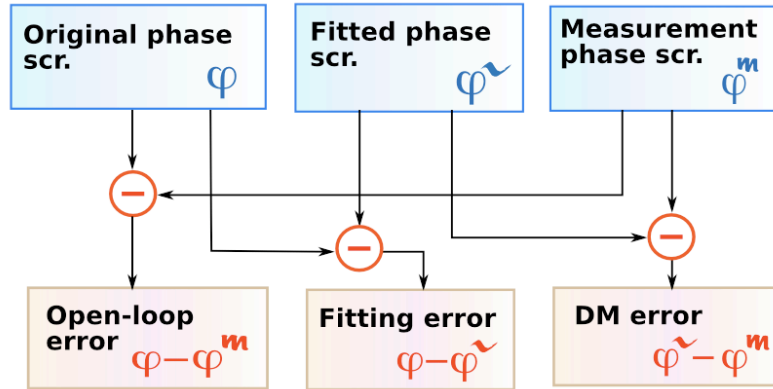 Original phase
scr.
φ
Fitted phase
scr.
φ~
Measurement
phase scr.
φᵐ
−
−
−
Open-loop
error
φ−φᵐ
Fitting error
φ−φ~
DM error
φ~−φᵐ